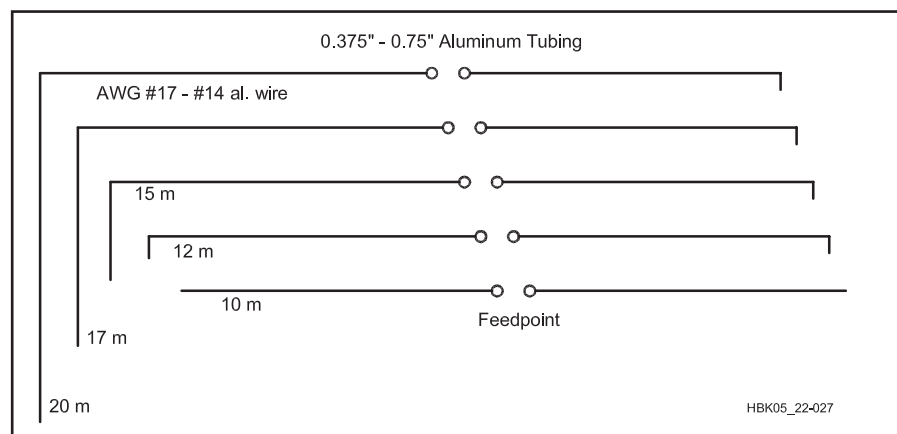 0.375" - 0.75" Aluminum Tubing
AWG #17 - #14 al. wire
15 m
12 m
10 m
Feedpoint
17 m
20 m
HBK05_22-027